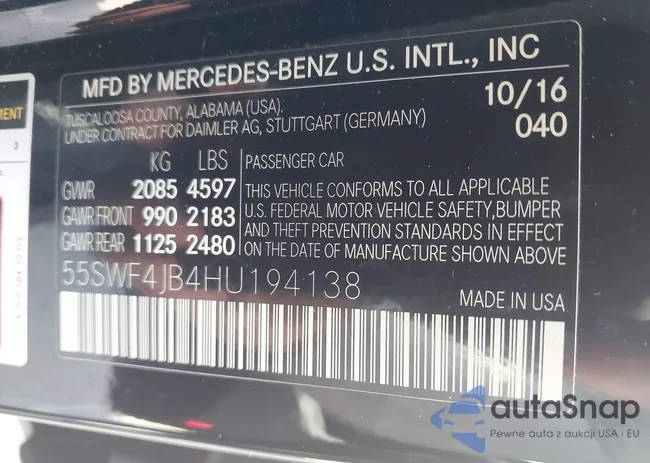 MFD BY MERCEDES-BENZ U.S. INTL., INC
TUSCALOOSA COUNTY, ALABAMA (USA). 10/16
UNDER CONTRACT FOR DAIMLER AG, STUTTGART (GERMANY) 040
KG LBS
GVWR 2085 4597
GAWR FRONT 990 2183
GAWR REAR 1125 2480
PASSENGER CAR
THIS VEHICLE CONFORMS TO ALL APPLICABLE
U.S. FEDERAL MOTOR VEHICLE SAFETY,BUMPER
AND THEFT PREVENTION STANDARDS IN EFFECT
ON THE DATE OF MANUFACTURE SHOWN ABOVE
55SWF4JB4HU194138
MADE IN USA
MENT
3
autaSnap
Pewne auta z aukcji USA i EU